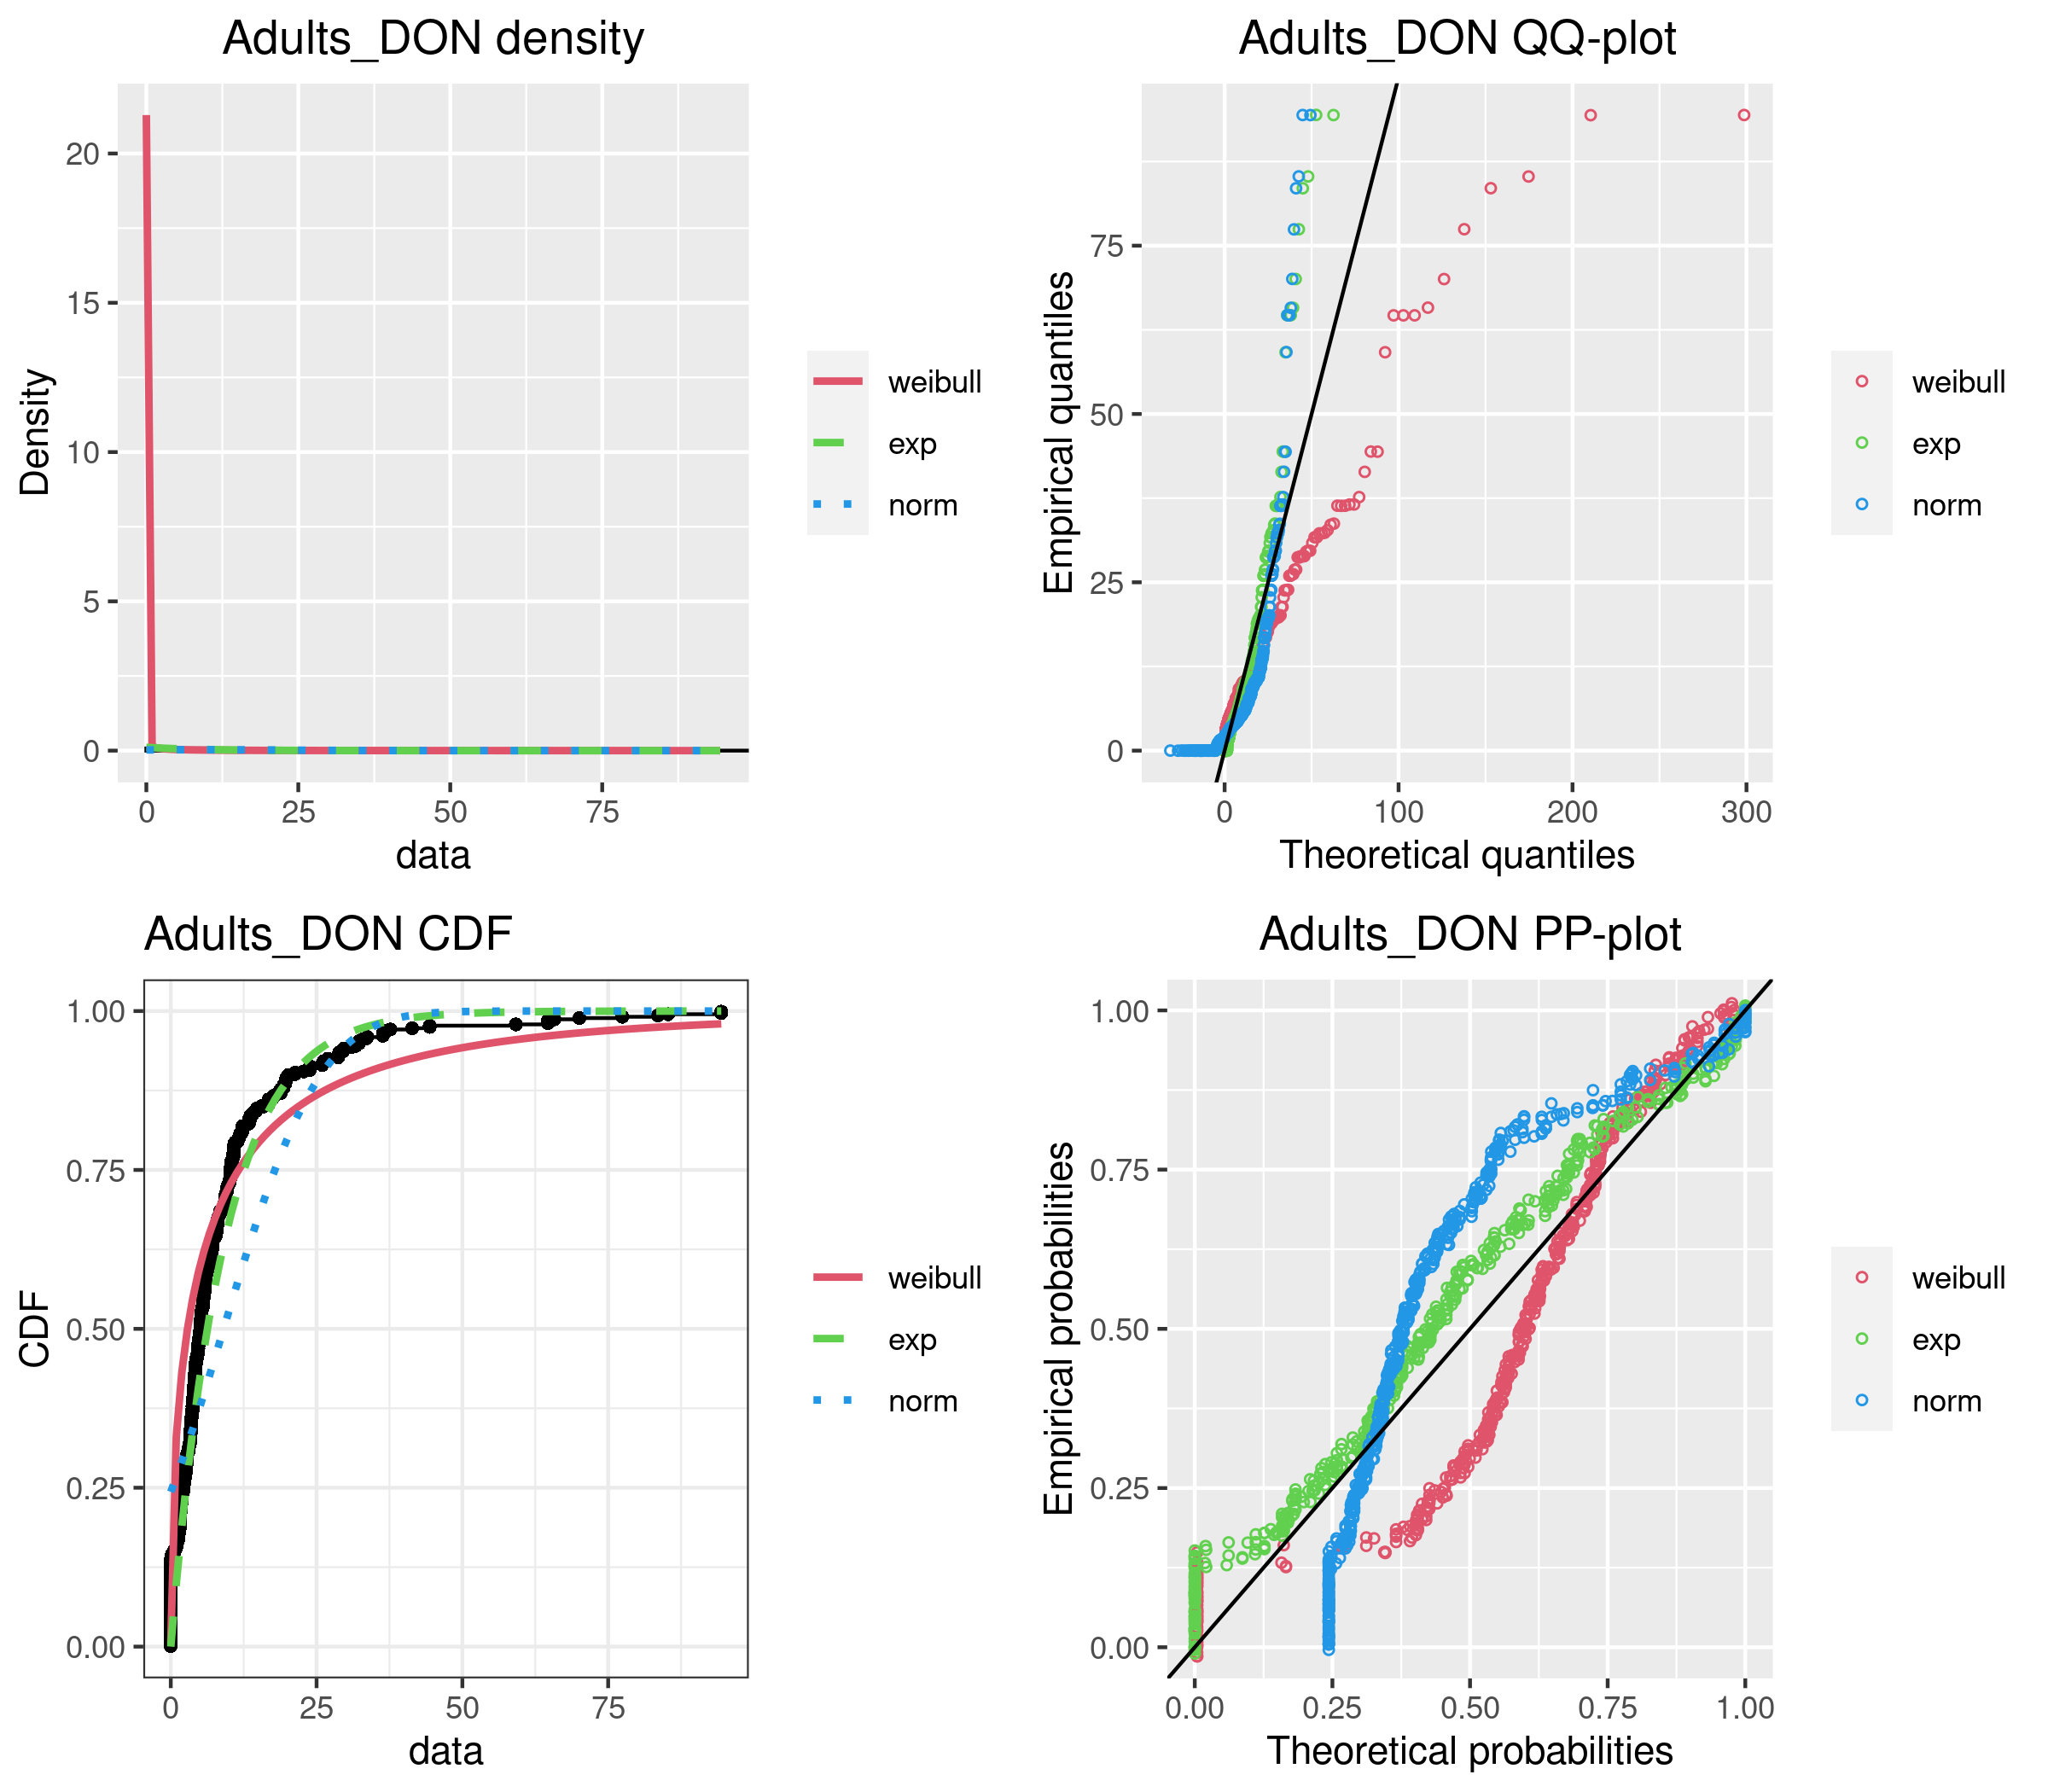 Adults_DON density
20
15
10
5
0
Density
0 25 50 75
data
weibull
exp
norm
Adults_DON QQ-plot
75
50
25
0
Empirical quantiles
0 100 200 300
Theoretical quantiles
weibull
exp
norm
Adults_DON CDF
1.00
0.75
0.50
0.25
0.00
CDF
0 25 50 75
data
weibull
exp
norm
Adults_DON PP-plot
1.00
0.75
0.50
0.25
0.00
Empirical probabilities
0.00 0.25 0.50 0.75 1.00
Theoretical probabilities
weibull
exp
norm